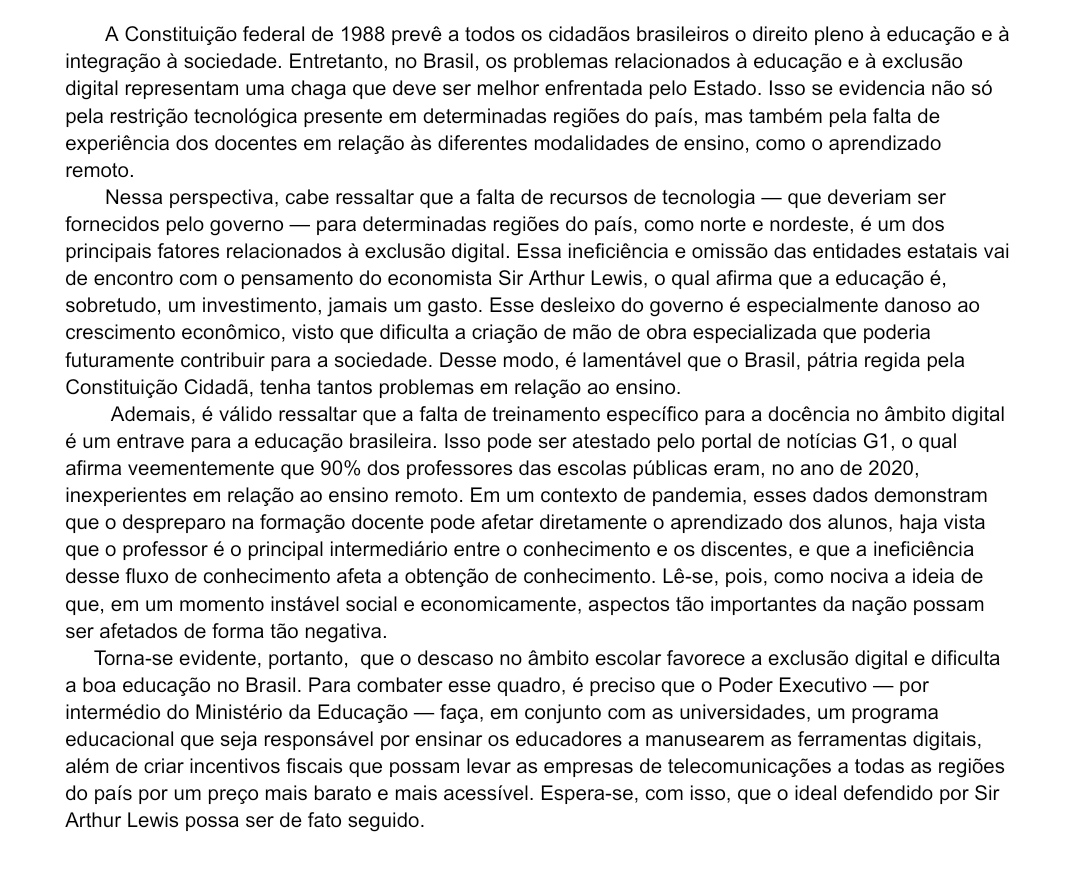 A Constituição federal de 1988 prevê a todos os cidadãos brasileiros o direito pleno à educação e à
integração à sociedade. Entretanto, no Brasil, os problemas relacionados à educação e à exclusão
digital representam uma chaga que deve ser melhor enfrentada pelo Estado. Isso se evidencia não só
pela restrição tecnológica presente em determinadas regiões do país, mas também pela falta de
experiência dos docentes em relação às diferentes modalidades de ensino, como o aprendizado
remoto.
Nessa perspectiva, cabe ressaltar que a falta de recursos de tecnologia — que deveriam ser
fornecidos pelo governo — para determinadas regiões do país, como norte e nordeste, é um dos
principais fatores relacionados à exclusão digital. Essa ineficiência e omissão das entidades estatais vai
de encontro com o pensamento do economista Sir Arthur Lewis, o qual afirma que a educação é,
sobretudo, um investimento, jamais um gasto. Esse desleixo do governo é especialmente danoso ao
crescimento econômico, visto que dificulta a criação de mão de obra especializada que poderia
futuramente contribuir para a sociedade. Desse modo, é lamentável que o Brasil, pátria regida pela
Constituição Cidadã, tenha tantos problemas em relação ao ensino.
Ademais, é válido ressaltar que a falta de treinamento específico para a docência no âmbito digital
é um entrave para a educação brasileira. Isso pode ser atestado pelo portal de notícias G1, o qual
afirma veementemente que 90% dos professores das escolas públicas eram, no ano de 2020,
inexperientes em relação ao ensino remoto. Em um contexto de pandemia, esses dados demonstram
que o despreparo na formação docente pode afetar diretamente o aprendizado dos alunos, haja vista
que o professor é o principal intermediário entre o conhecimento e os discentes, e que a ineficiência
desse fluxo de conhecimento afeta a obtenção de conhecimento. Lê-se, pois, como nociva a ideia de
que, em um momento instável social e economicamente, aspectos tão importantes da nação possam
ser afetados de forma tão negativa.
Torna-se evidente, portanto,  que o descaso no âmbito escolar favorece a exclusão digital e dificulta
a boa educação no Brasil. Para combater esse quadro, é preciso que o Poder Executivo — por
intermédio do Ministério da Educação — faça, em conjunto com as universidades, um programa
educacional que seja responsável por ensinar os educadores a manusearem as ferramentas digitais,
além de criar incentivos fiscais que possam levar as empresas de telecomunicações a todas as regiões
do país por um preço mais barato e mais acessível. Espera-se, com isso, que o ideal defendido por Sir
Arthur Lewis possa ser de fato seguido.